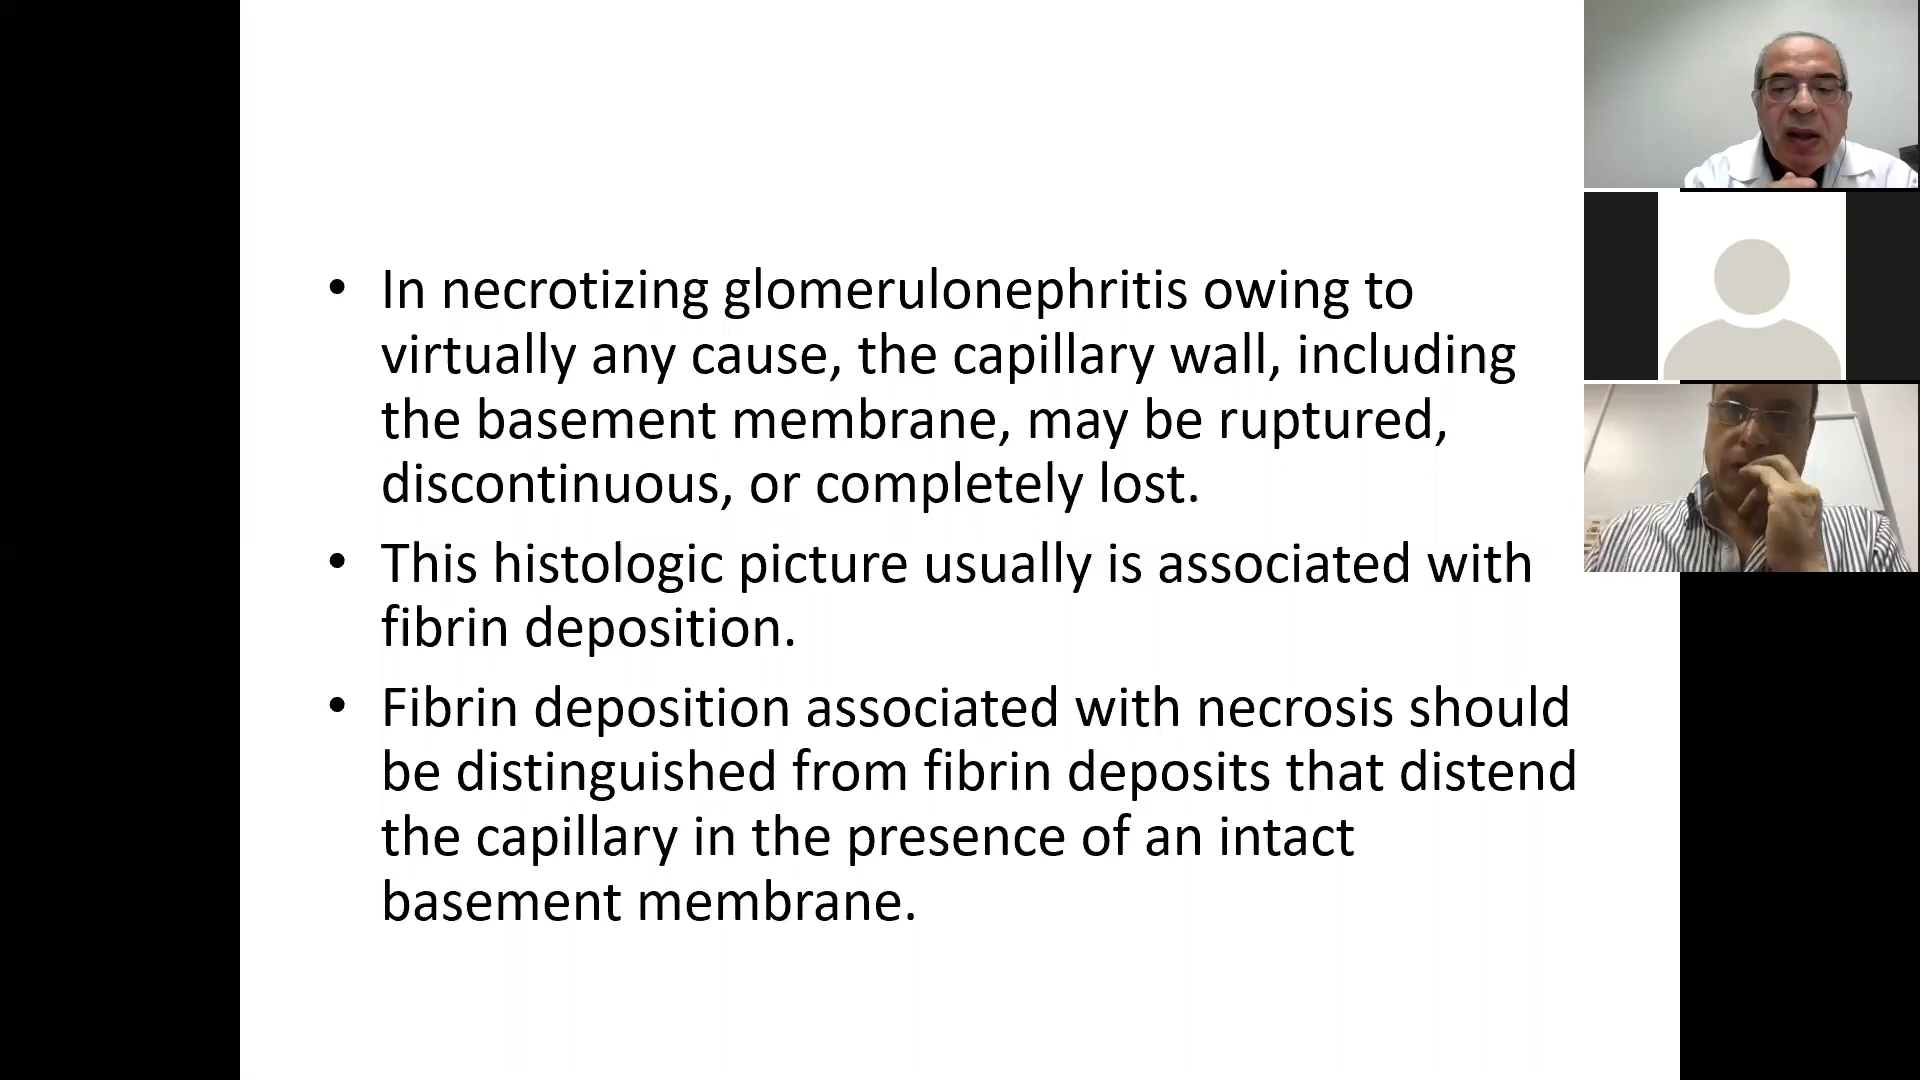 • In necrotizing glomerulonephritis owing to
virtually any cause, the capillary wall, including
the basement membrane, may be ruptured,
discontinuous, or completely lost.
• This histologic picture usually is associated with
fibrin deposition.
• Fibrin deposition associated with necrosis should
be distinguished from fibrin deposits that distend
the capillary in the presence of an intact
basement membrane.